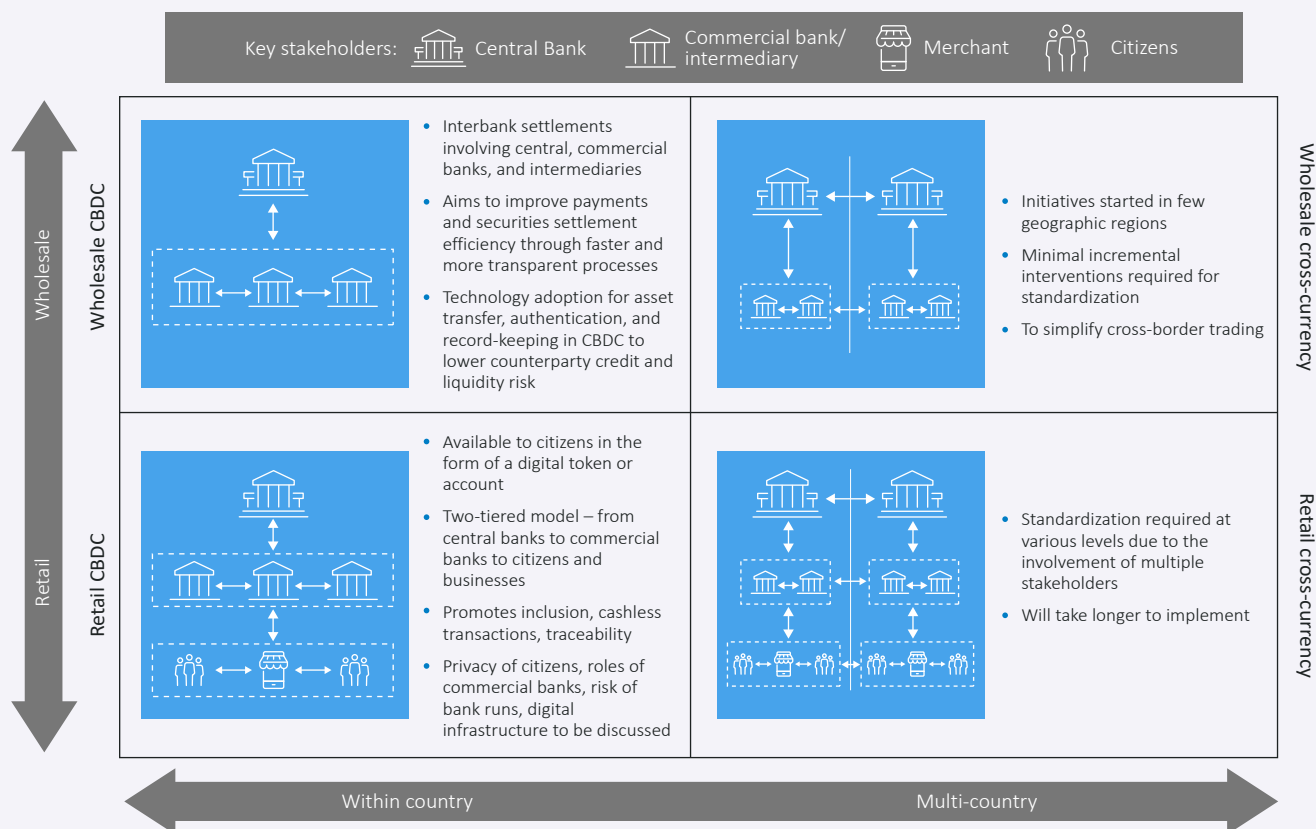 Key stakeholders:
Central Bank
Commercial bank/
intermediary
Merchant
Citizens
Wholesale
Wholesale CBDC
• Interbank settlements
involving central, commercial
banks, and intermediaries
• Aims to improve payments
and securities settlement
efficiency through faster and
more transparent processes
• Technology adoption for asset
transfer, authentication, and
record-keeping in CBDC to
lower counterparty credit and
liquidity risk
• Initiatives started in few
geographic regions
• Minimal incremental
interventions required for
standardization
• To simplify cross-border trading
Wholesale cross-currency
Retail
Retail CBDC
• Available to citizens in the
form of a digital token or
account
• Two-tiered model – from
central banks to commercial
banks to citizens and
businesses
• Promotes inclusion, cashless
transactions, traceability
• Privacy of citizens, roles of
commercial banks, risk of
bank runs, digital
infrastructure to be discussed
• Standardization required at
various levels due to the
involvement of multiple
stakeholders
• Will take longer to implement
Retail cross-currency
Within country
Multi-country